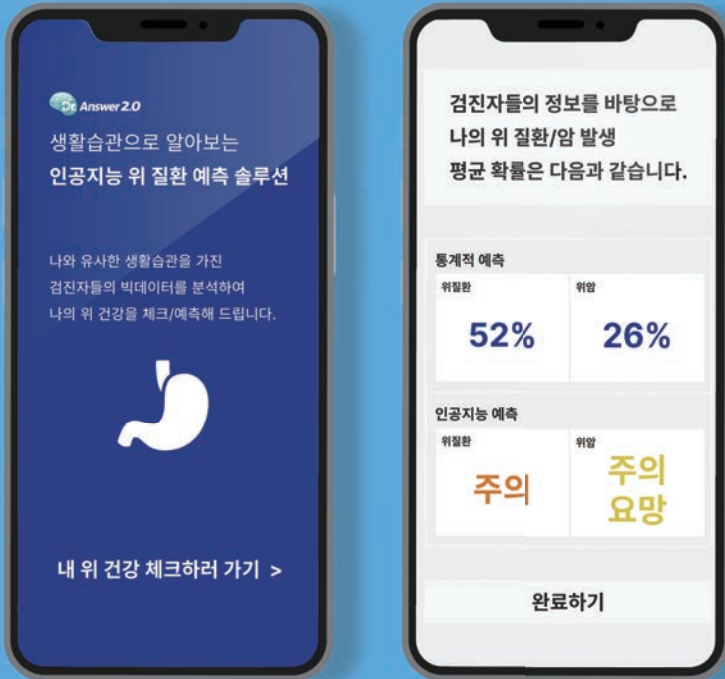 Dr. Answer 2.0
생활습관으로 알아보는
인공지능 위 질환 예측 솔루션
나와 유사한 생활습관을 가진
검진자들의 빅데이터를 분석하여
나의 위 건강을 체크/예측해 드립니다.
내 위 건강 체크하러 가기 >
검진자들의 정보를 바탕으로
나의 위 질환/암 발생
평균 확률은 다음과 같습니다.
통계적 예측
위질환 위암
52% 26%
인공지능 예측
위질환 위암
주의 주의
요망
완료하기